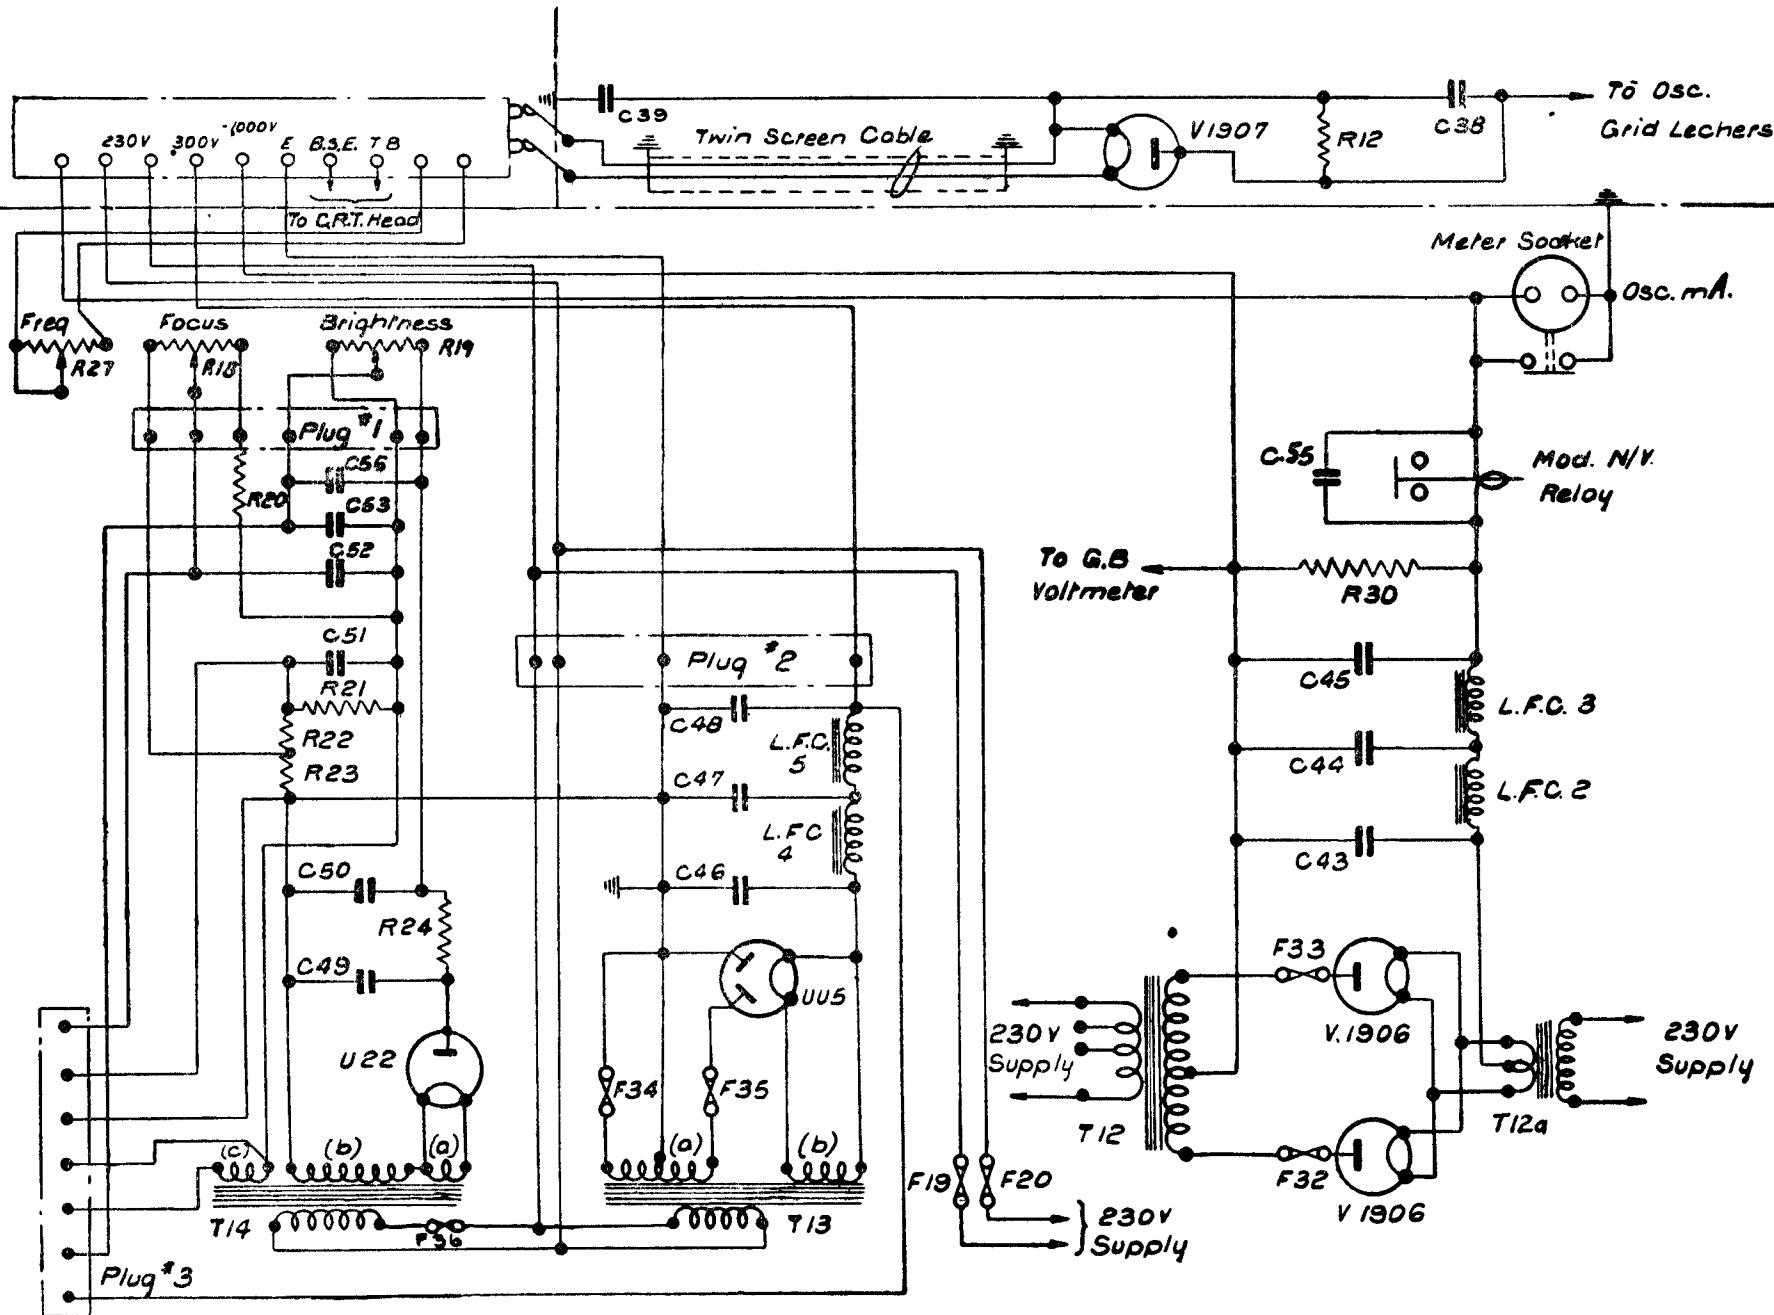 C39
Twin Screen Cable
V1907
R12
C38
To Osc.
Grid Lechers
230V
300V
-1000V
E
B.S.E.
T B
To C.R.T. Head
Meter Socket
Osc. mA.
Freq
R27
Focus
R18
Brightness
R19
Plug #1
C56
R20
C53
C52
C51
R21
R22
R23
C50
R24
C49
U22
C.55
Mod. N/V.
Relay
To G.B
Voltmeter
R30
Plug #2
C48
L.F.C.
5
C47
L.F.C
4
C46
UU5
F34
F35
C45
L.F.C. 3
C44
L.F.C. 2
C43
F33
V.1906
230V
Supply
T12
T12a
230V
Supply
F32
V 1906
(c)
(b)
(a)
T14
F36
(a)
(b)
T13
F19
F20
230V
Supply
Plug #3